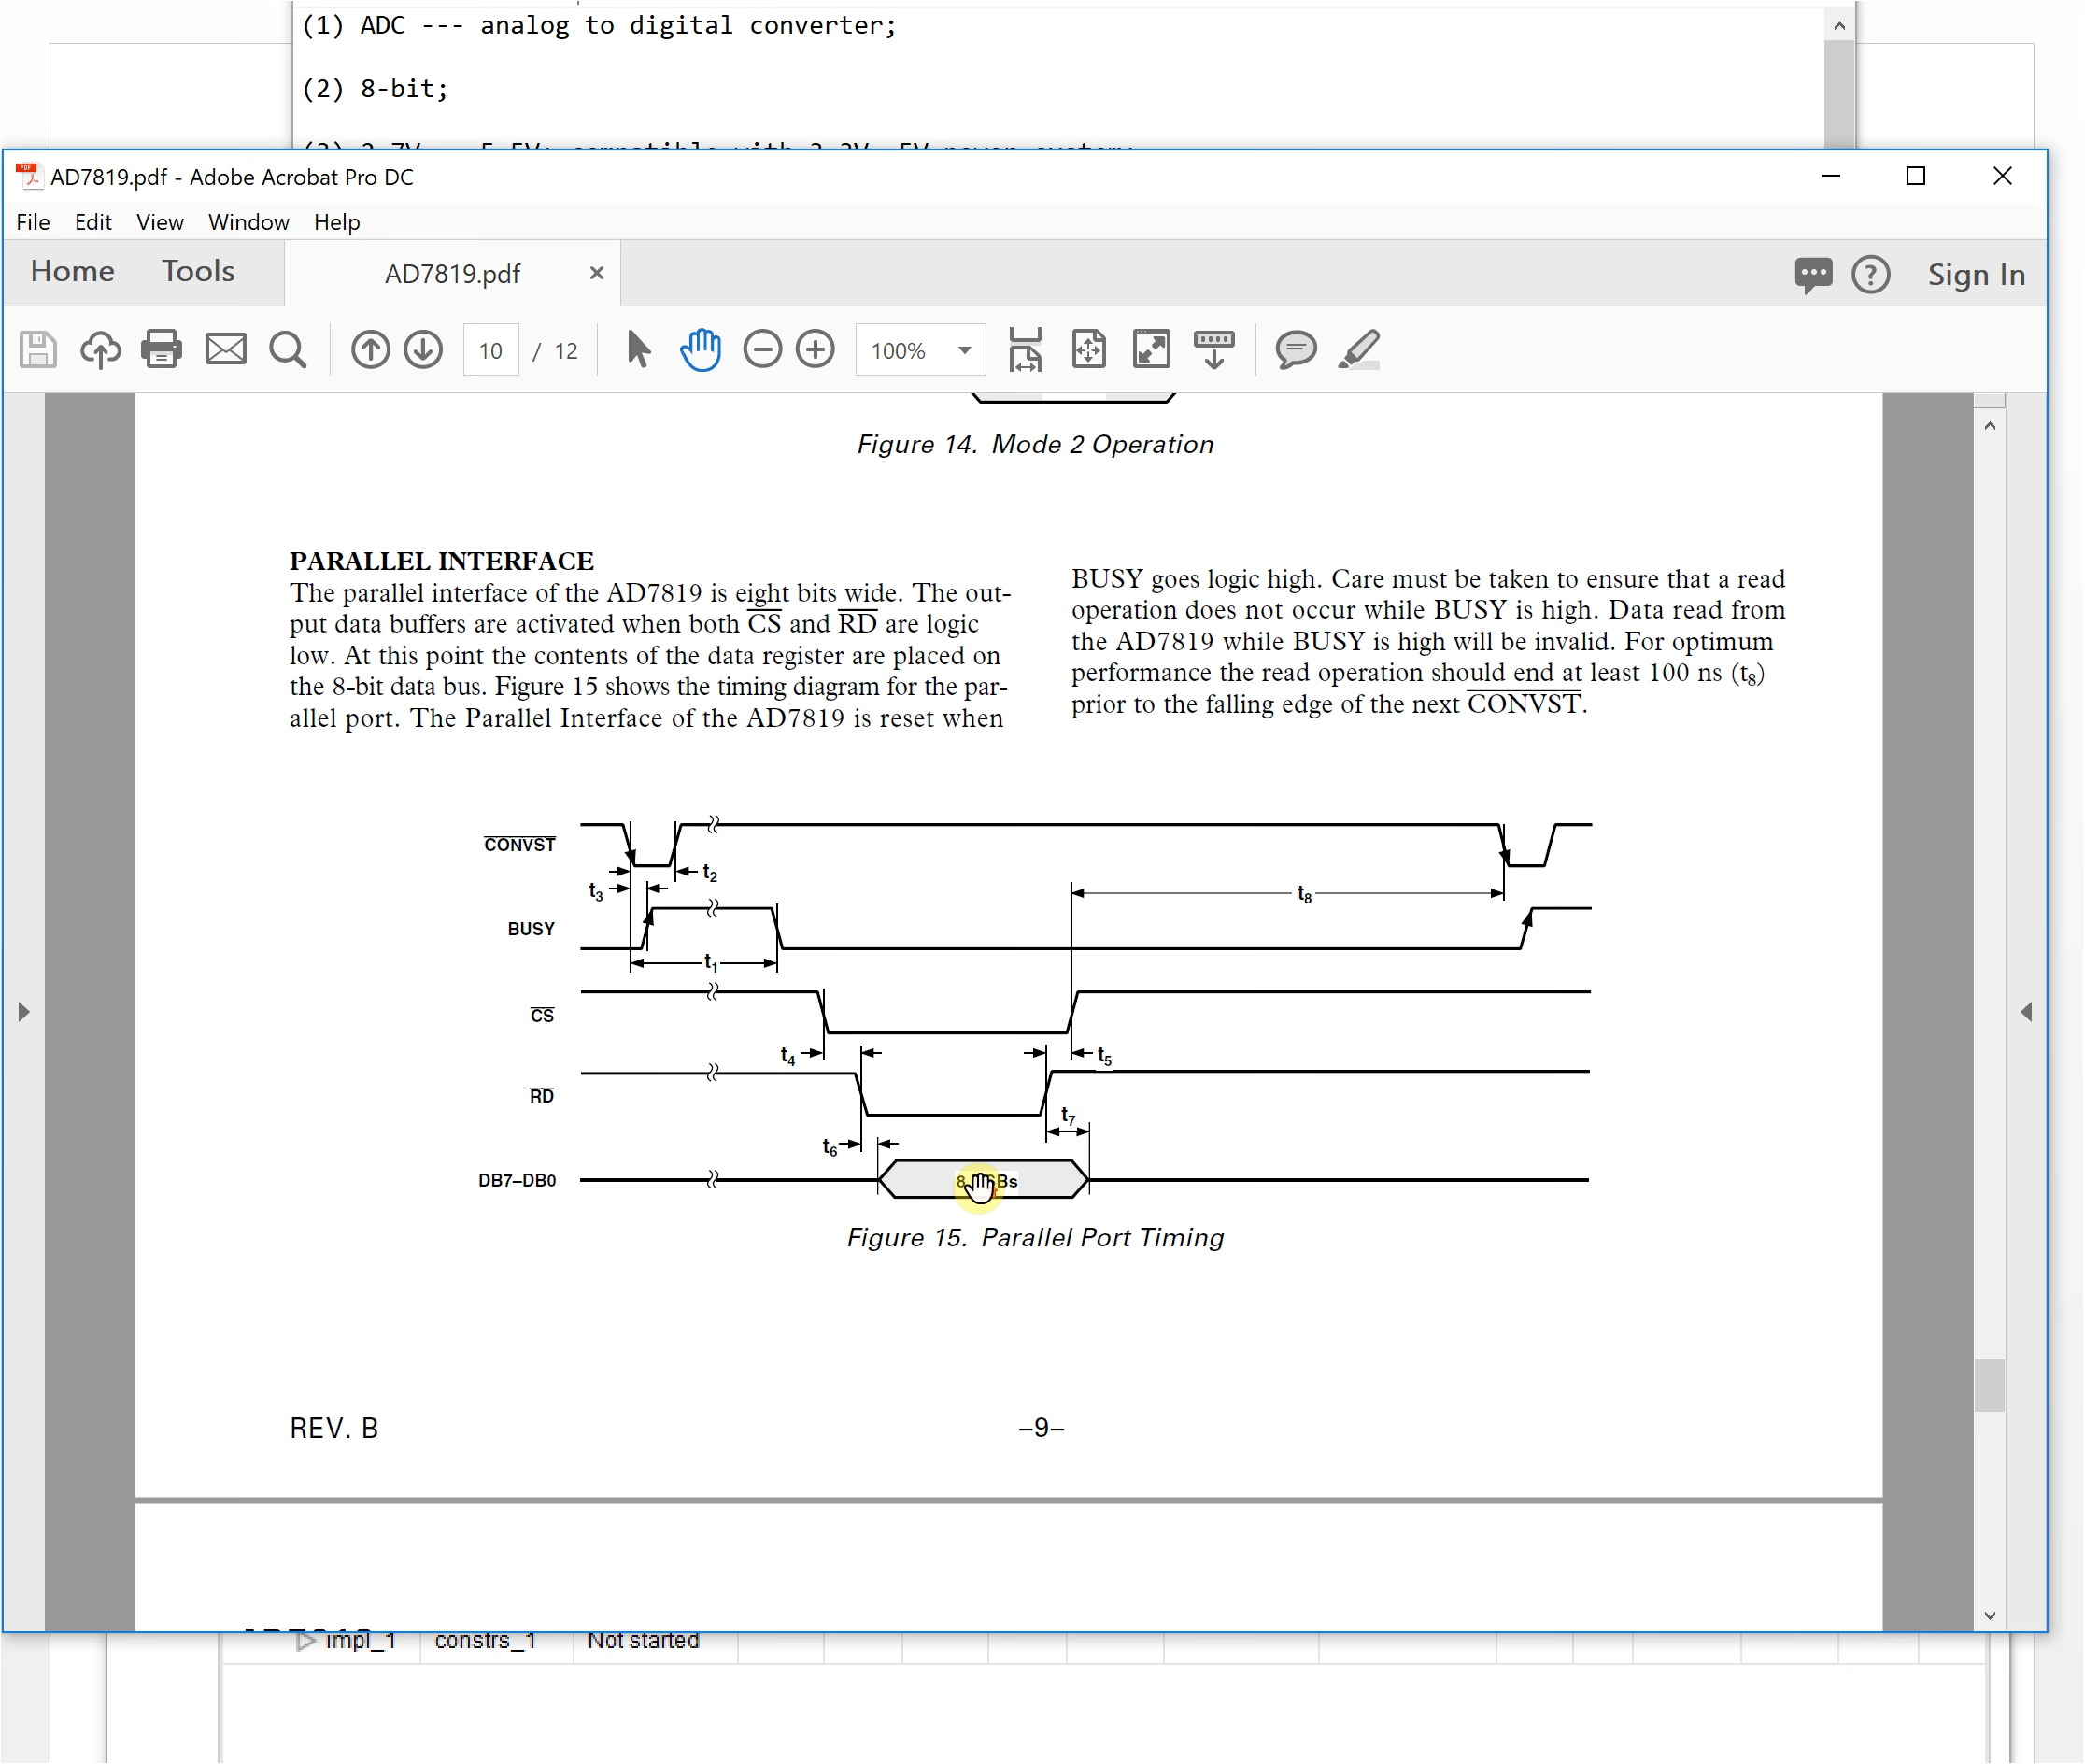 (1) ADC --- analog to digital converter;
(2) 8-bit;
AD7819.pdf - Adobe Acrobat Pro DC
File Edit View Window Help
Home Tools AD7819.pdf × Sign In
10 / 12 100%
Figure 14. Mode 2 Operation
PARALLEL INTERFACE
The parallel interface of the AD7819 is eight bits wide. The out-
put data buffers are activated when both CS and RD are logic
low. At this point the contents of the data register are placed on
the 8-bit data bus. Figure 15 shows the timing diagram for the par-
allel port. The Parallel Interface of the AD7819 is reset when
BUSY goes logic high. Care must be taken to ensure that a read
operation does not occur while BUSY is high. Data read from
the AD7819 while BUSY is high will be invalid. For optimum
performance the read operation should end at least 100 ns (t8)
prior to the falling edge of the next CONVST.
CONVST
t2
t3
t8
BUSY
t1
CS
t4
t5
RD
t7
t6
DB7–DB0
Figure 15. Parallel Port Timing
REV. B
–9–
impl_1 constrs_1 Not started